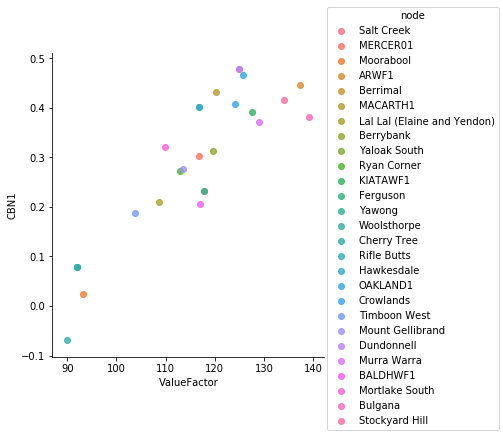 node
Salt Creek
MERCER01
Moorabool
ARWF1
Berrimal
MACARTH1
Lal Lal (Elaine and Yendon)
Berrybank
Yaloak South
Ryan Corner
KIATAWF1
Ferguson
Yawong
Woolsthorpe
Cherry Tree
Rifle Butts
Hawkesdale
OAKLAND1
Crowlands
Timboon West
Mount Gellibrand
Dundonnell
Murra Warra
BALDHWF1
Mortlake South
Bulgana
Stockyard Hill
0.5
0.4
0.3
0.2
0.1
0.0
−0.1
CBN1
90 100 110 120 130 140
ValueFactor